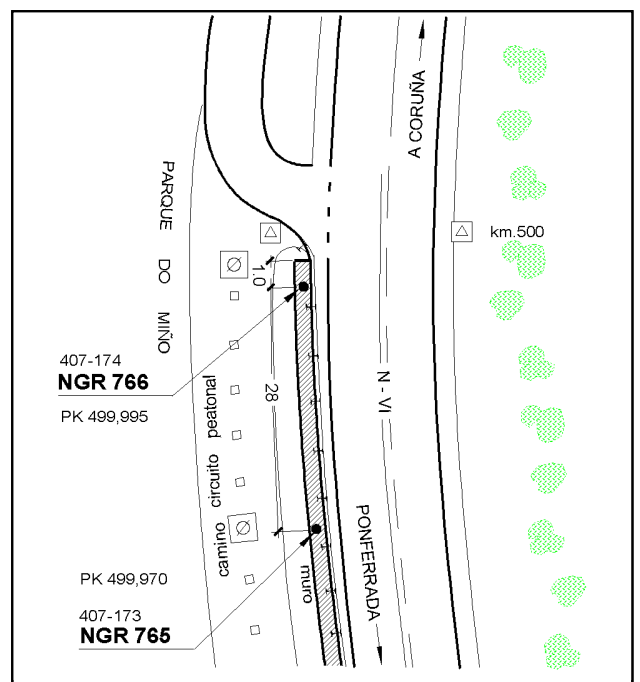 A CORUÑA
PARQUE DO MIÑO
km.500
1.0
407-174
NGR 766
PK 499,995
28
N - VI
camino circuito peatonal
PONFERRADA
muro
PK 499,970
407-173
NGR 765